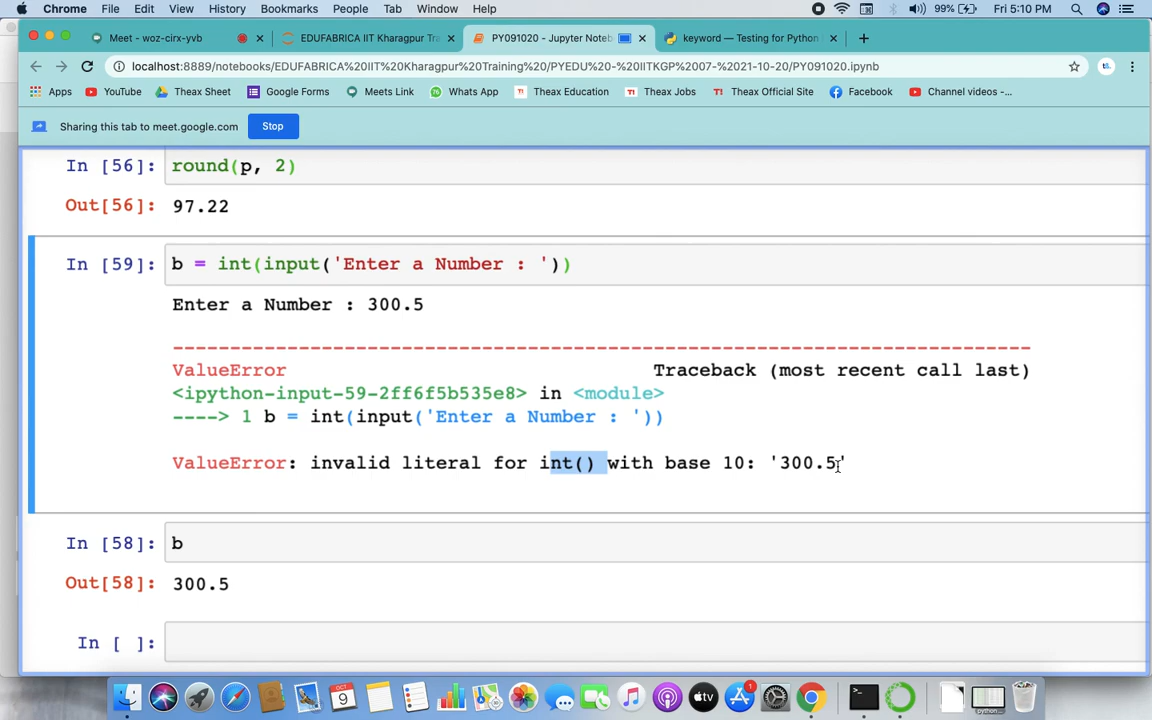 Chrome File Edit View History Bookmarks People Tab Window Help 99% Fri 5:10 PM
Meet - woz-cirx-yvb
EDUFABRICA IIT Kharagpur Tra
PY091020 - Jupyter Noteb
keyword — Testing for Python
localhost:8889/notebooks/EDUFABRICA%20IIT%20Kharagpur%20Training%20/PYEDU%20-%20IITKGP%2007-%2021-10-20/PY091020.ipynb
Apps YouTube Theax Sheet Google Forms Meets Link Whats App Theax Education Theax Jobs Theax Official Site Facebook Channel videos -...
Sharing this tab to meet.google.com Stop
In [56]: round(p, 2)
Out[56]: 97.22
In [59]: b = int(input('Enter a Number : '))
Enter a Number : 300.5
ValueError Traceback (most recent call last)
<ipython-input-59-2ff6f5b535e8> in <module>
----> 1 b = int(input('Enter a Number : '))
ValueError: invalid literal for int() with base 10: '300.5'
In [58]: b
Out[58]: 300.5
In [ ]: